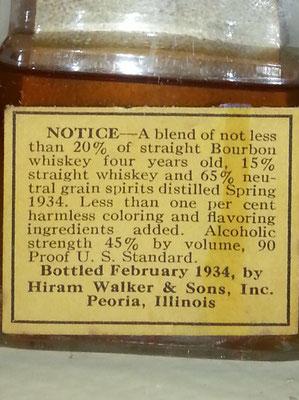 NOTICE—A blend of not less
than 20% of straight Bourbon
whiskey four years old, 15%
straight whiskey and 65% neu-
tral grain spirits distilled Spring
1934. Less than one per cent
harmless coloring and flavoring
ingredients added. Alcoholic
strength 45% by volume, 90
Proof U. S. Standard.
Bottled February 1934, by
Hiram Walker & Sons, Inc.
Peoria, Illinois